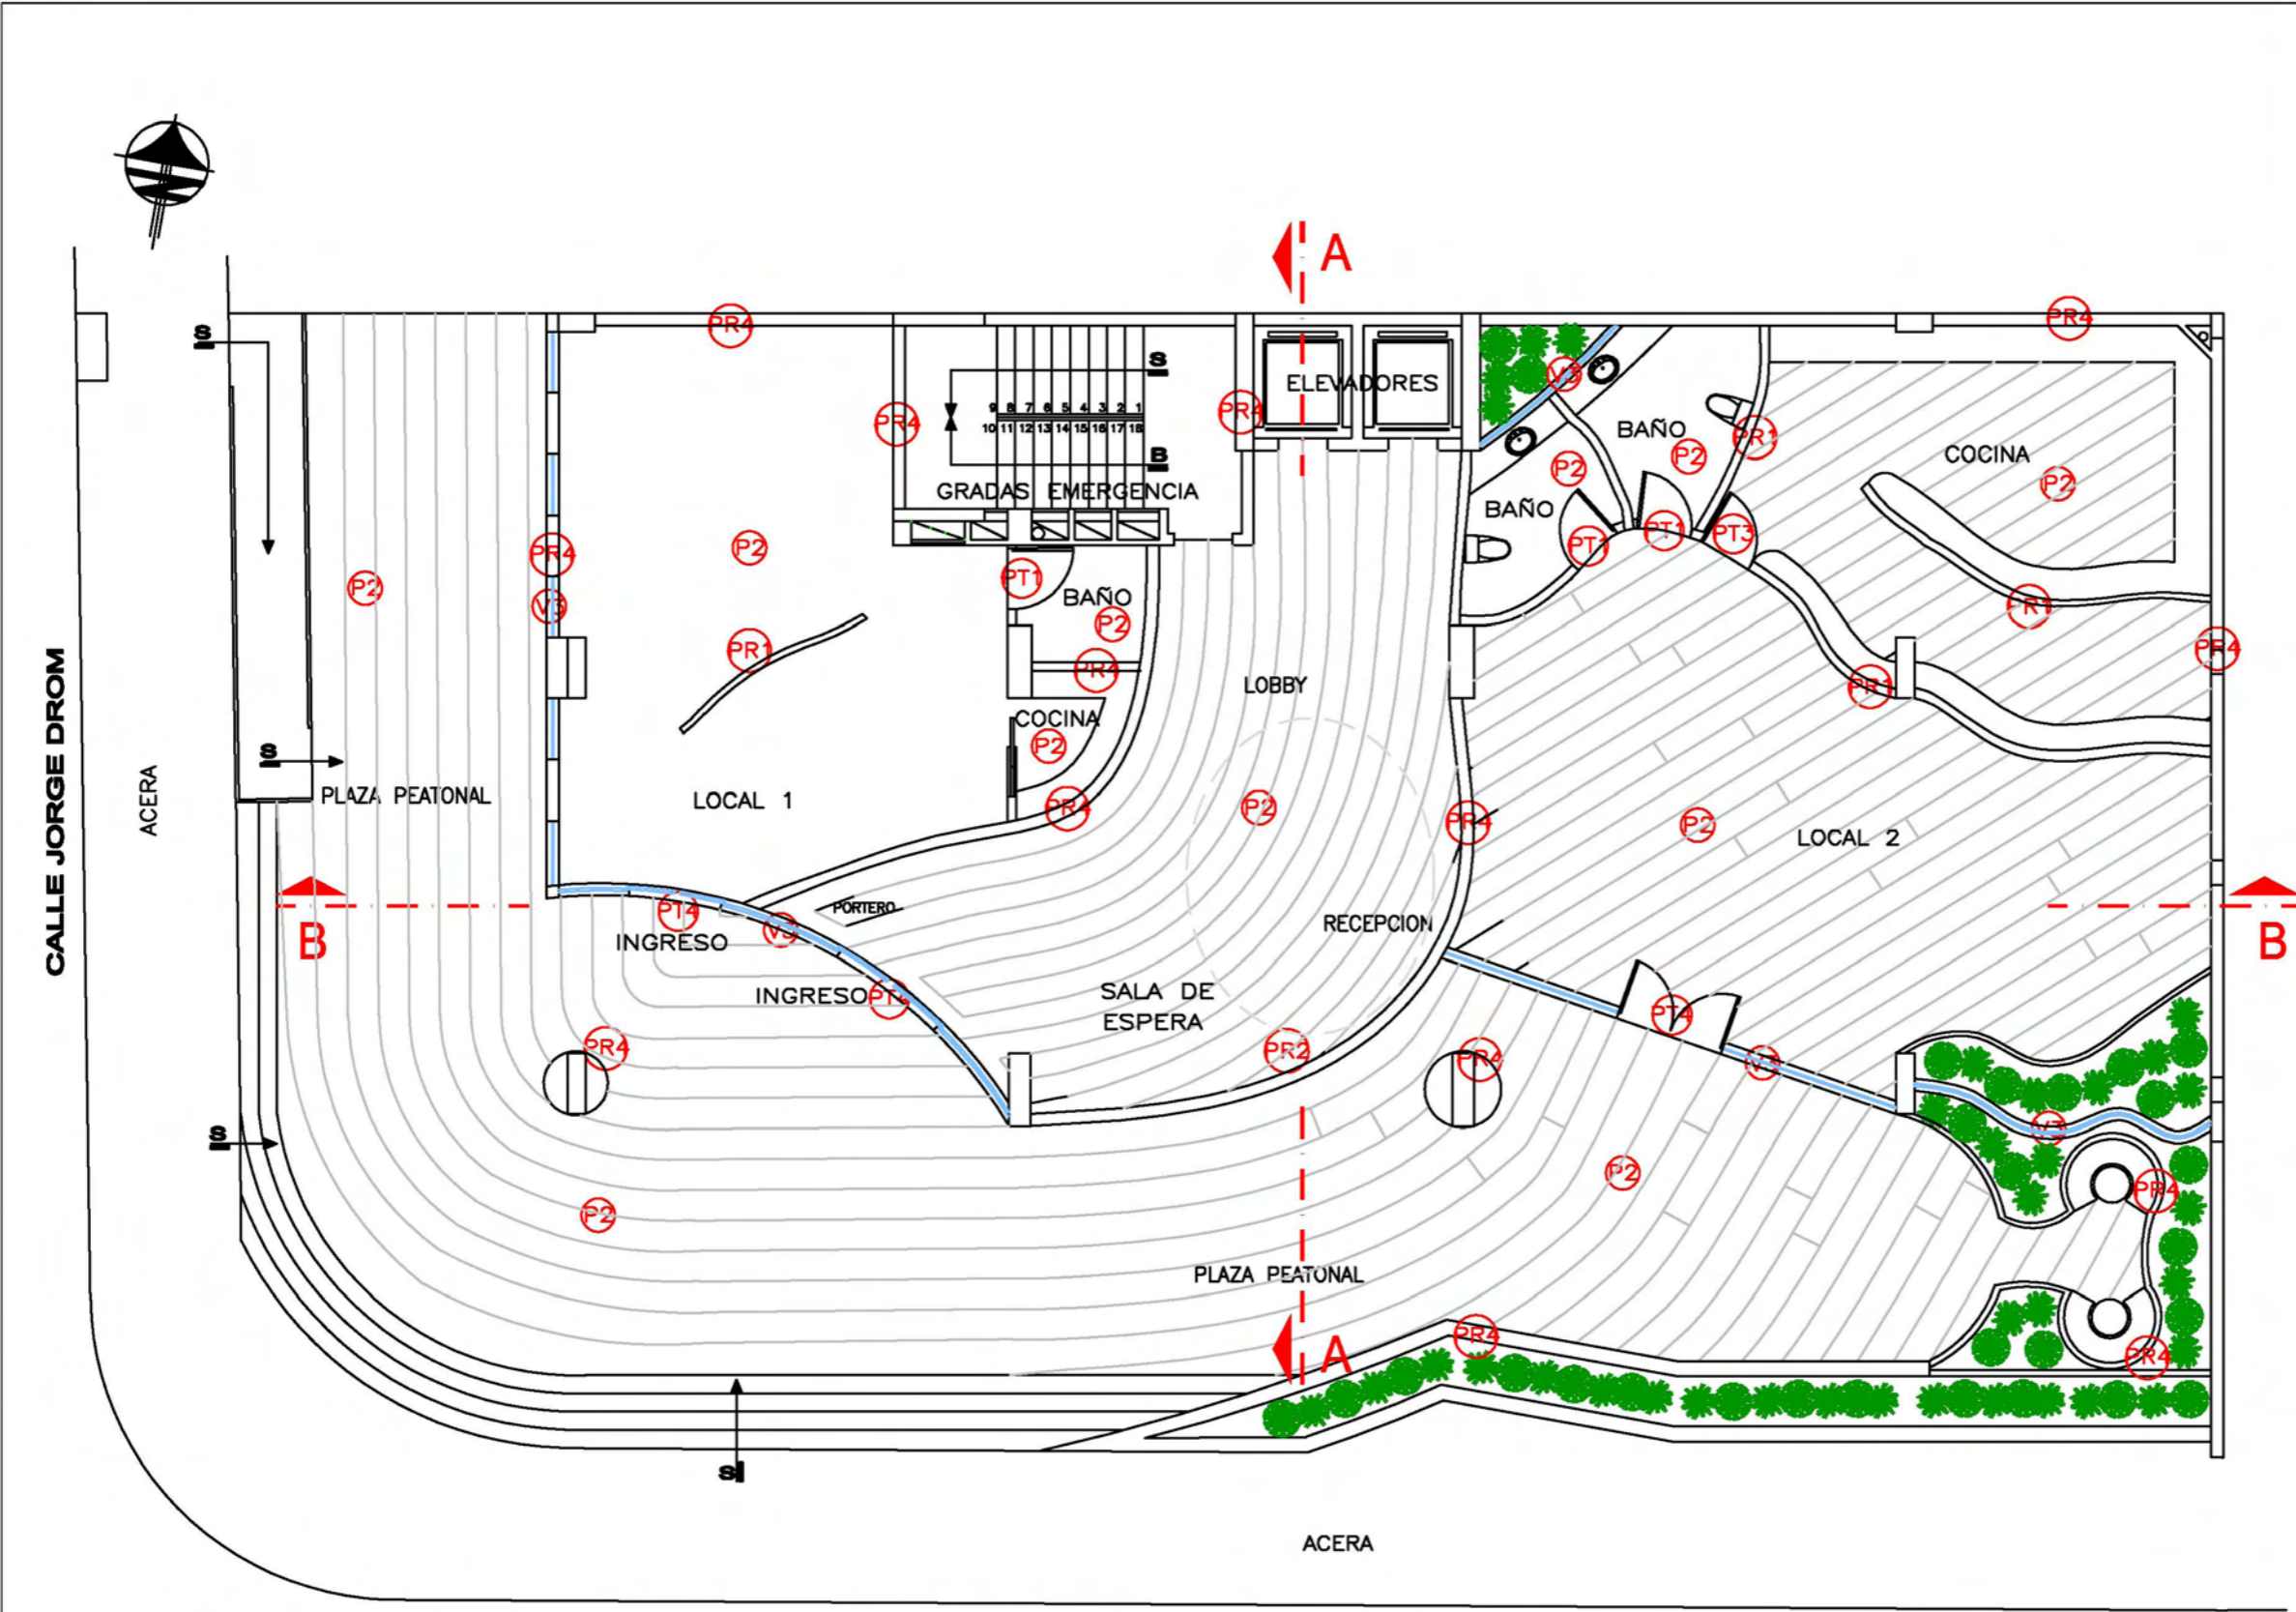 A
S
PR4
PR4
S
ELEVADORES
V3
PR4
PR4
9 8 7 6 5 4 3 2 1
10 11 12 13 14 15 16 17 18
BAÑO
PR1
P2
P2
COCINA
P2
B
GRADAS EMERGENCIA
BAÑO
PT1
PT1
PT3
PR4
P2
P2
V3
PT1
BAÑO
P2
PR1
PR1
PR4
PR4
LOBBY
PR1
COCINA
P2
CALLE JORGE DROM
ACERA
S
PLAZA PEATONAL
LOCAL 1
PR4
P2
PR4
P2
LOCAL 2
B
PT4
PORTERO
V3
INGRESO
RECEPCION
B
INGRESO
SALA DE
ESPERA
PT4
PR4
PR2
PR4
V3
V3
S
P2
P2
PR4
PLAZA PEATONAL
PR4
A
PR4
S
ACERA